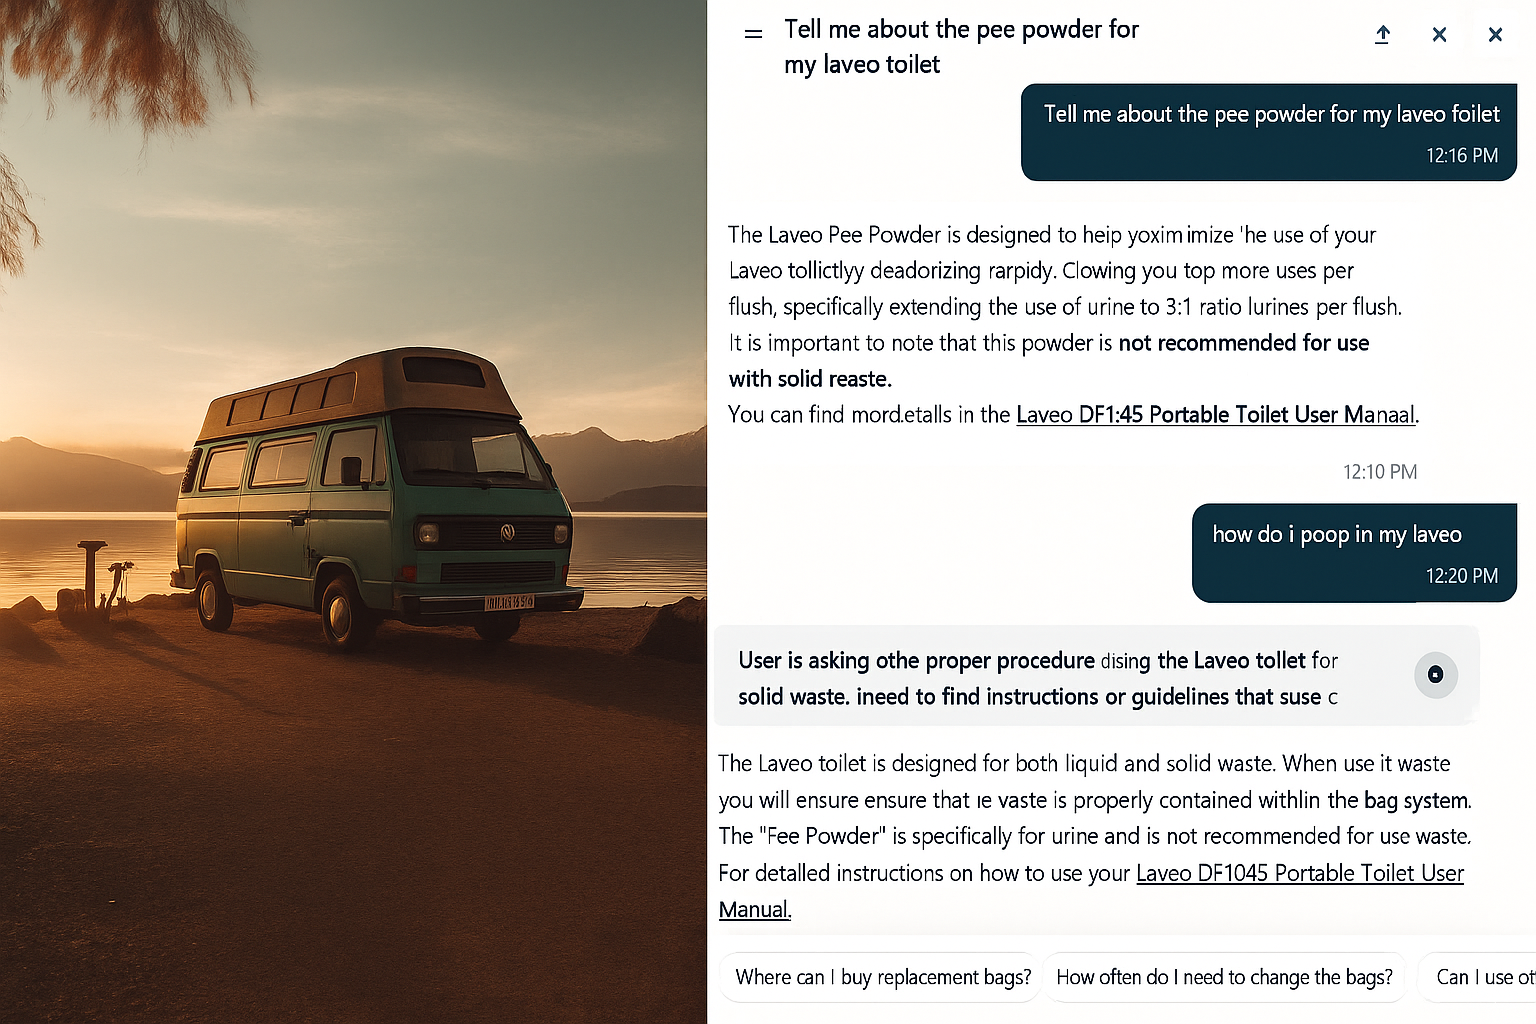 Tell me about the pee powder for
my laveo toilet
Tell me about the pee powder for my laveo foilet
12:16 PM
The Laveo Pee Powder is designed to heip yoxim imize 'he use of your
Laveo tollictlyy deadorizing rarpidy. Clowing you top more uses per
flush, specifically extending the use of urine to 3:1 ratio lurines per flush.
It is important to note that this powder is not recommended for use
with solid reaste.
You can find mord.etalls in the Laveo DF1:45 Portable Toilet User Manaal.
12:10 PM
how do i poop in my laveo
12:20 PM
User is asking othe proper procedure dising the Laveo tollet for
solid waste. ineed to find instructions or guidelines that suse c
The Laveo toilet is designed for both liquid and solid waste. When use it waste
you will ensure ensure that ıe vaste is properly contained withlin the bag system.
The "Fee Powder" is specifically for urine and is not recommended for use waste.
For detailed instructions on how to use your Laveo DF1045 Portable Toilet User
Manual.
Where can I buy replacement bags?
How often do I need to change the bags?
Can I use ot